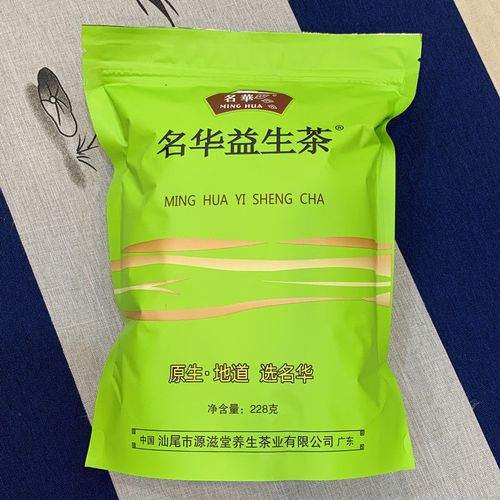 名華
MING HUA
名华益生茶®
MING HUA YI SHENG CHA
原生·地道 选名华
净含量：228克
中国 汕尾市源滋堂养生茶业有限公司 广东